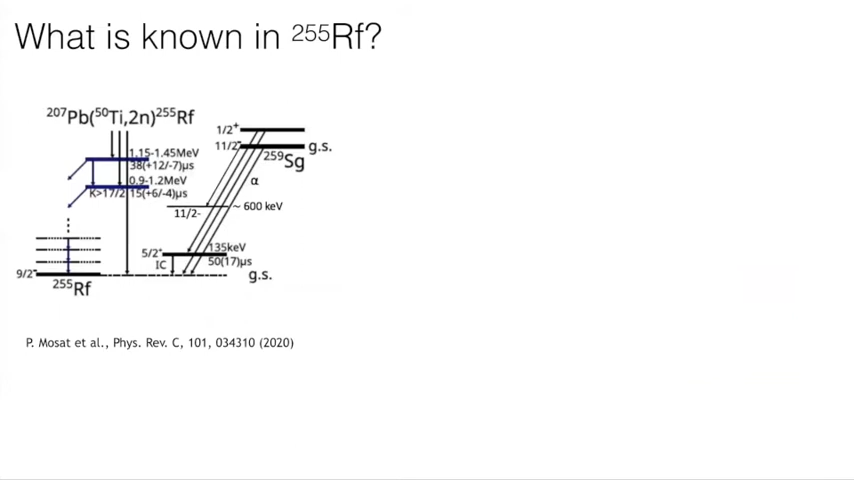 What is known in ²⁵⁵Rf?
²⁰⁷Pb(⁵⁰Ti,2n)²⁵⁵Rf
1/2⁺
11/2⁻
g.s.
²⁵⁹Sg
1.15-1.45MeV
38(+12/-7)µs
0.9-1.2MeV
K>17/2
15(+6/-4)µs
α
11/2-
~ 600 keV
5/2⁺
135keV
50(17)µs
IC
9/2⁻
g.s.
²⁵⁵Rf
P. Mosat et al., Phys. Rev. C, 101, 034310 (2020)